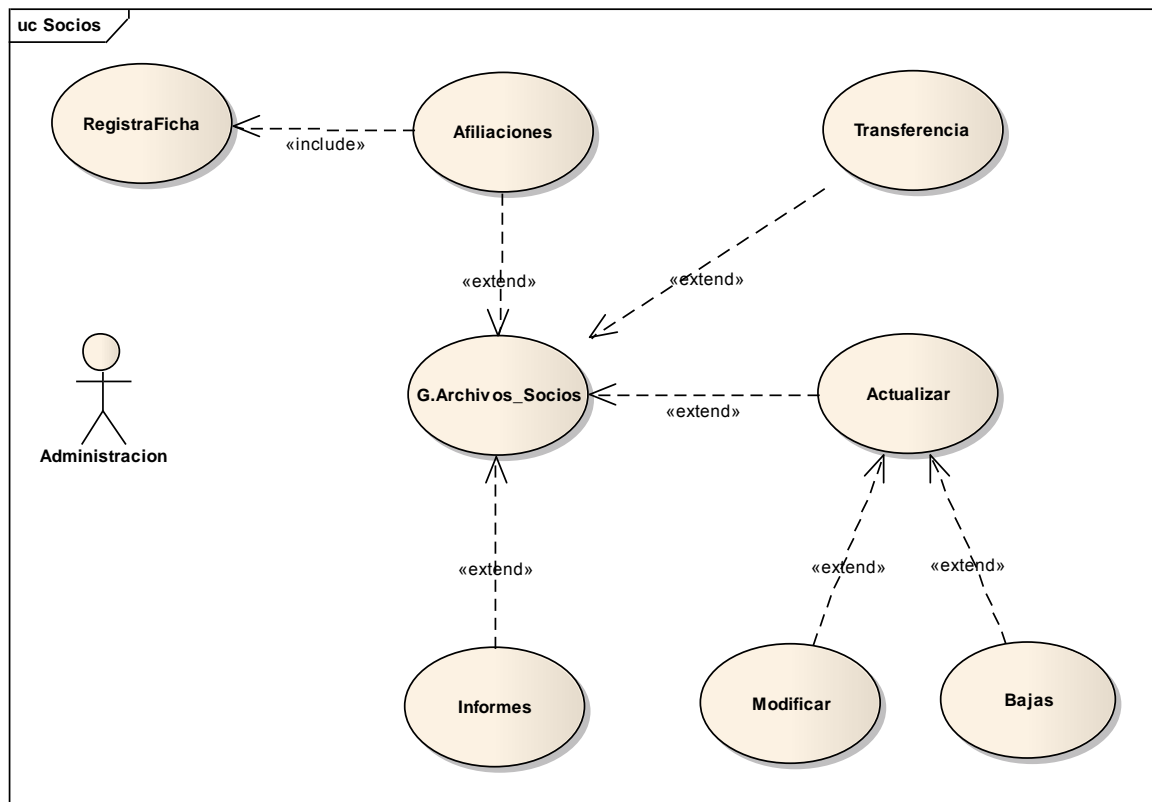 uc Socios
RegistraFicha
Afiliaciones
Transferencia
«include»
«extend»
«extend»
Administracion
G.Archivos_Socios
Actualizar
«extend»
«extend»
«extend»
«extend»
Informes
Modificar
Bajas